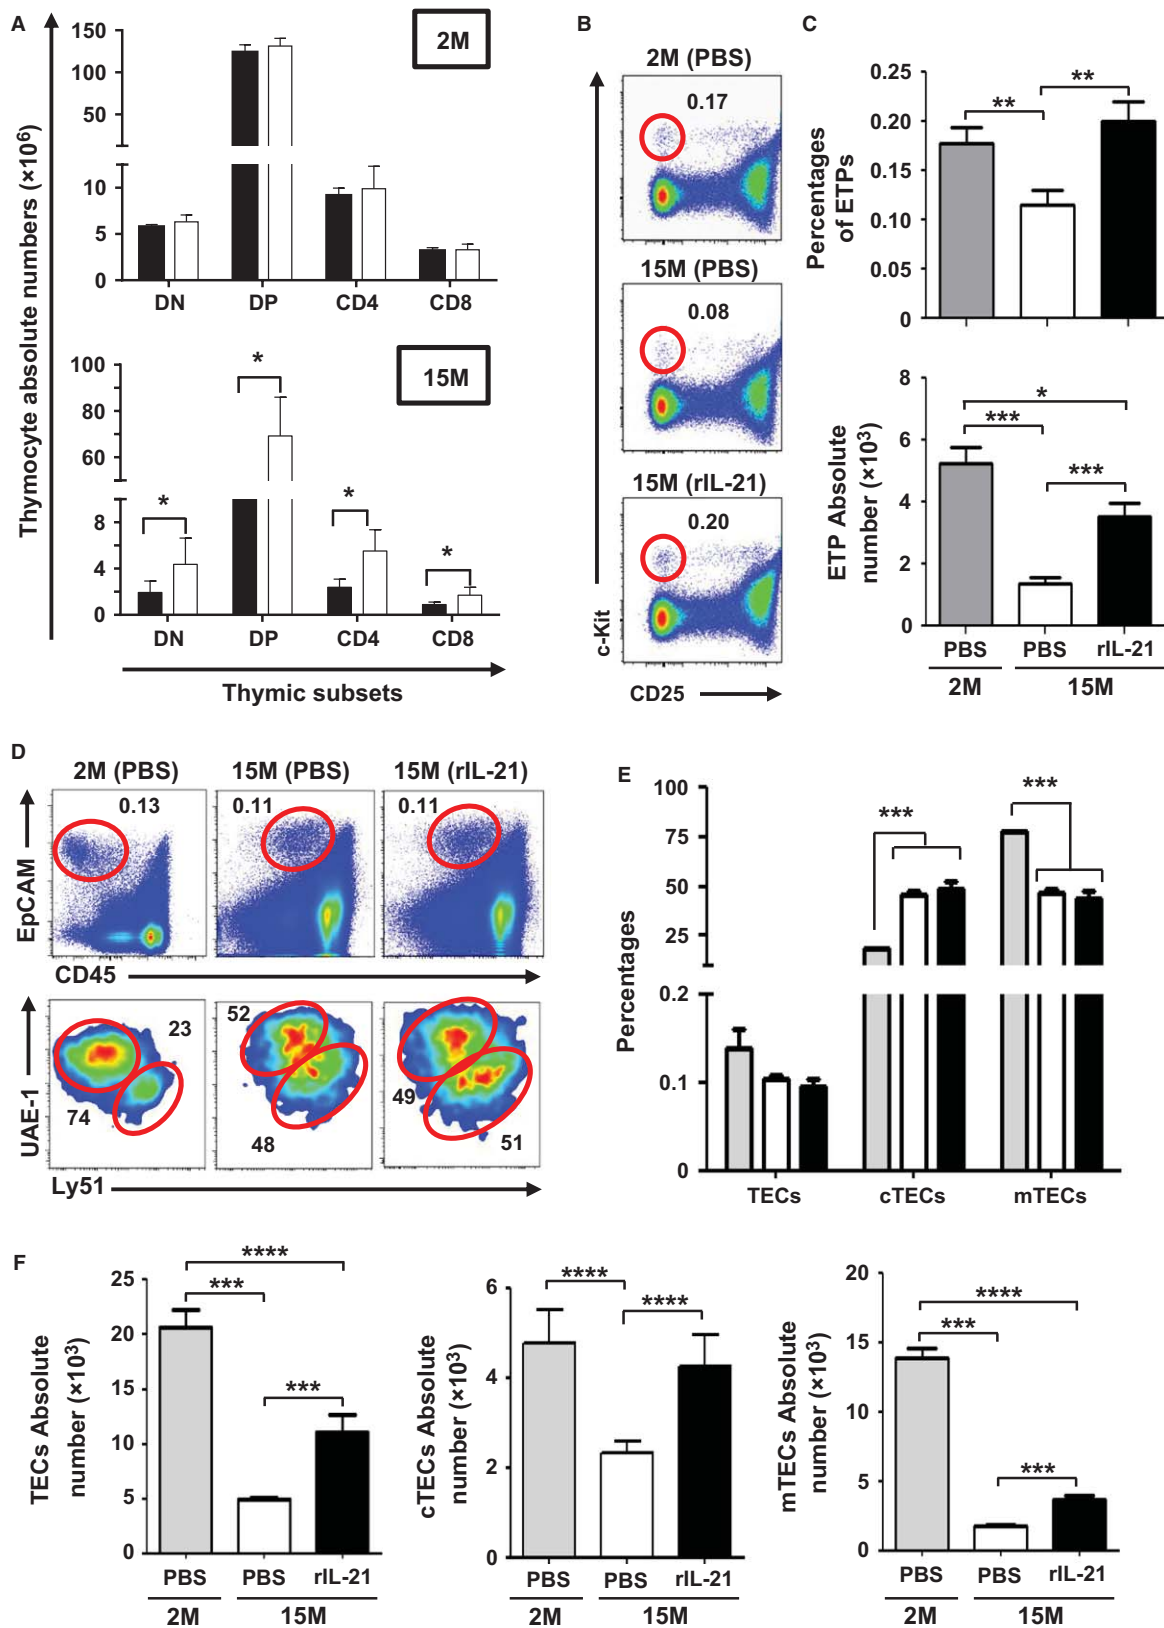 A
Thymocyte absolute numbers (×10⁶)
2M
150
100
50
10
5
0
DN DP CD4 CD8
15M
100
80
60
8
4
2
0
* * * *
DN DP CD4 CD8
Thymic subsets
B
2M (PBS)
0.17
15M (PBS)
0.08
15M (rIL-21)
0.20
c-Kit
CD25
C
Percentages
of ETPs
0.25
0.20
0.15
0.10
0.05
0
** **
ETP Absolute
number (×10³)
8
6
4
2
0
*
***
***
PBS PBS rIL-21
2M 15M
D
2M (PBS) 15M (PBS) 15M (rIL-21)
EpCAM
0.13 0.11 0.11
CD45
UAE-1
23 52
74 48 49 51
Ly51
E
Percentages
100
75
50
25
0.2
0.1
0
*** ***
TECs cTECs mTECs
F
TECs Absolute
number (×10³)
25
20
15
10
5
0
****
***
***
PBS PBS rIL-21
2M 15M
cTECs Absolute
number (×10³)
6
4
2
0
**** ****
PBS PBS rIL-21
2M 15M
mTECs Absolute
number (×10³)
20
15
10
5
0
****
***
***
PBS PBS rIL-21
2M 15M